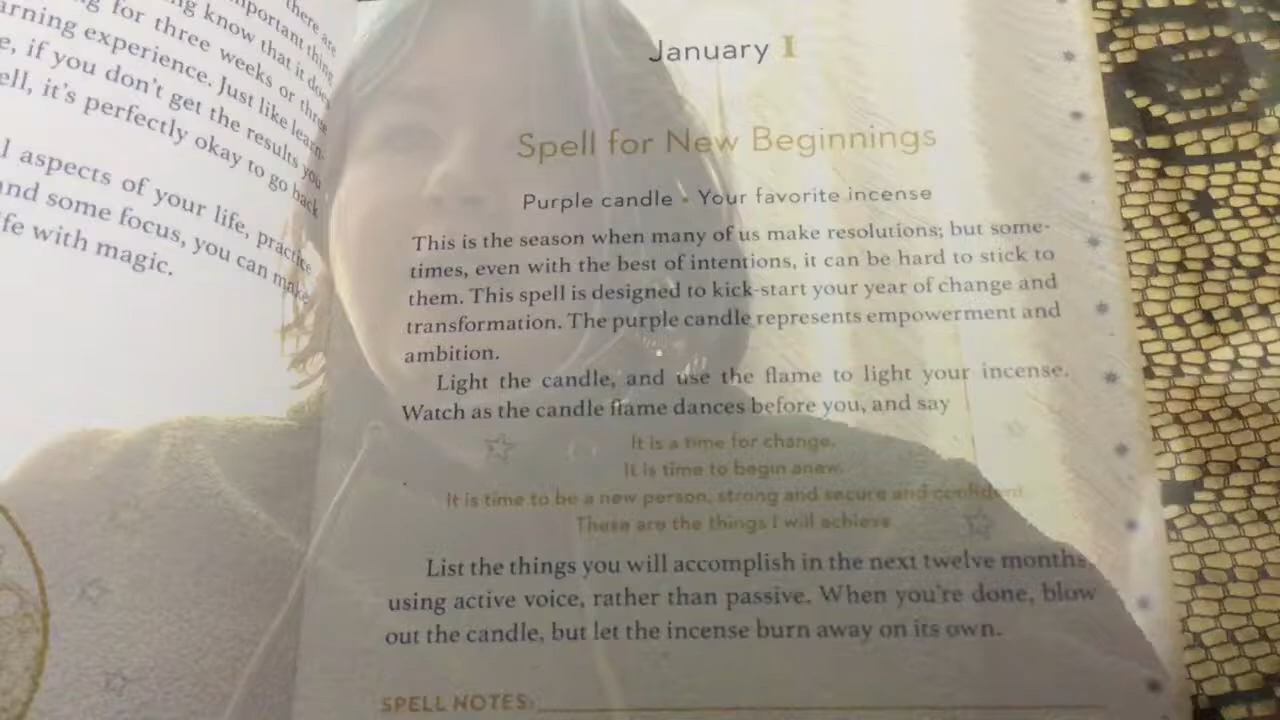 there are
important thing
ng know that it does
g for three weeks or three
arning experience. Just like learn-
e, if you don't get the results you
ell, it's perfectly okay to go back
l aspects of your life, practice
and some focus, you can make
fe with magic.
January 1
Spell for New Beginnings
Purple candle • Your favorite incense
This is the season when many of us make resolutions; but some-
times, even with the best of intentions, it can be hard to stick to
them. This spell is designed to kick-start your year of change and
transformation. The purple candle represents empowerment and
ambition.
Light the candle, and use the flame to light your incense.
Watch as the candle flame dances before you, and say
It is a time for change.
It is time to begin anew.
It is time to be a new person, strong and secure and confident
These are the things I will achieve
List the things you will accomplish in the next twelve months,
using active voice, rather than passive. When you're done, blow
out the candle, but let the incense burn away on its own.
SPELL NOTES: